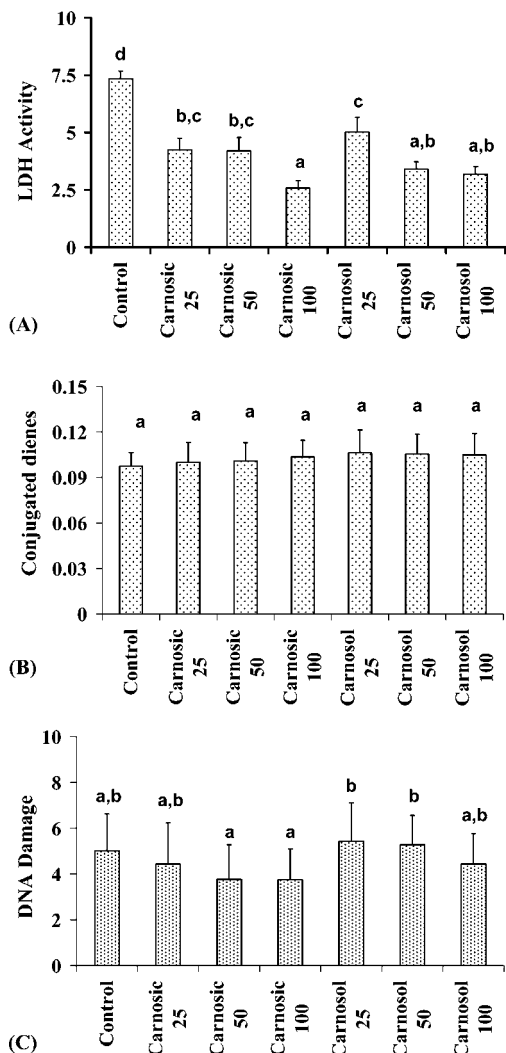 10
7.5
5
2.5
0
LDH Activity
d
b,c
b,c
a
c
a,b
a,b
Control
Carnosic 25
Carnosic 50
Carnosic 100
Carnosol 25
Carnosol 50
Carnosol 100
(A)
0.15
0.12
0.09
0.06
0.03
0
Conjugated dienes
a
a
a
a
a
a
a
Control
Carnosic 25
Carnosic 50
Carnosic 100
Carnosol 25
Carnosol 50
Carnosol 100
(B)
10
8
6
4
2
0
DNA Damage
a,b
a,b
a
a
b
b
a,b
Control
Carnosic 25
Carnosic 50
Carnosic 100
Carnosol 25
Carnosol 50
Carnosol 100
(C)